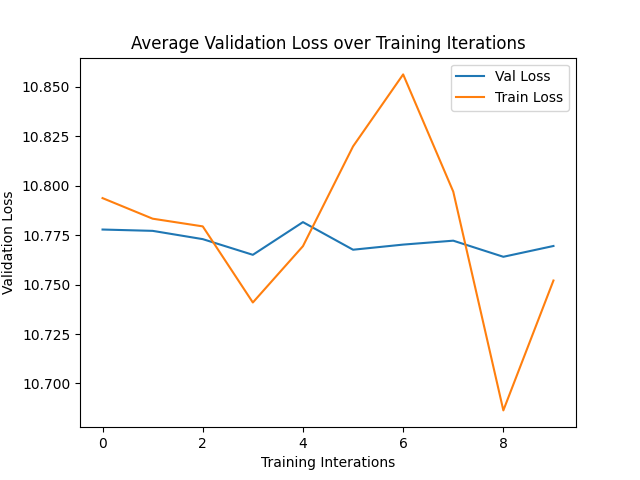 Average Validation Loss over Training Iterations
Val Loss
Train Loss
10.850
10.825
10.800
10.775
10.750
10.725
10.700
Validation Loss
0 2 4 6 8
Training Interations